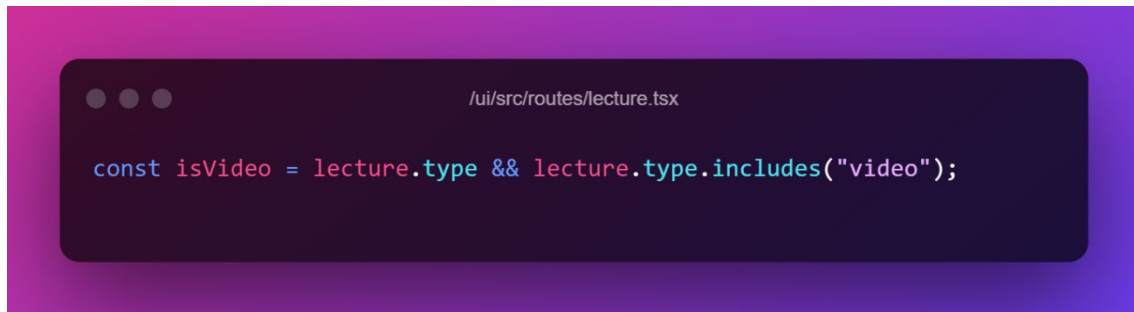 /ui/src/routes/lecture.tsx
const isVideo = lecture.type && lecture.type.includes("video");